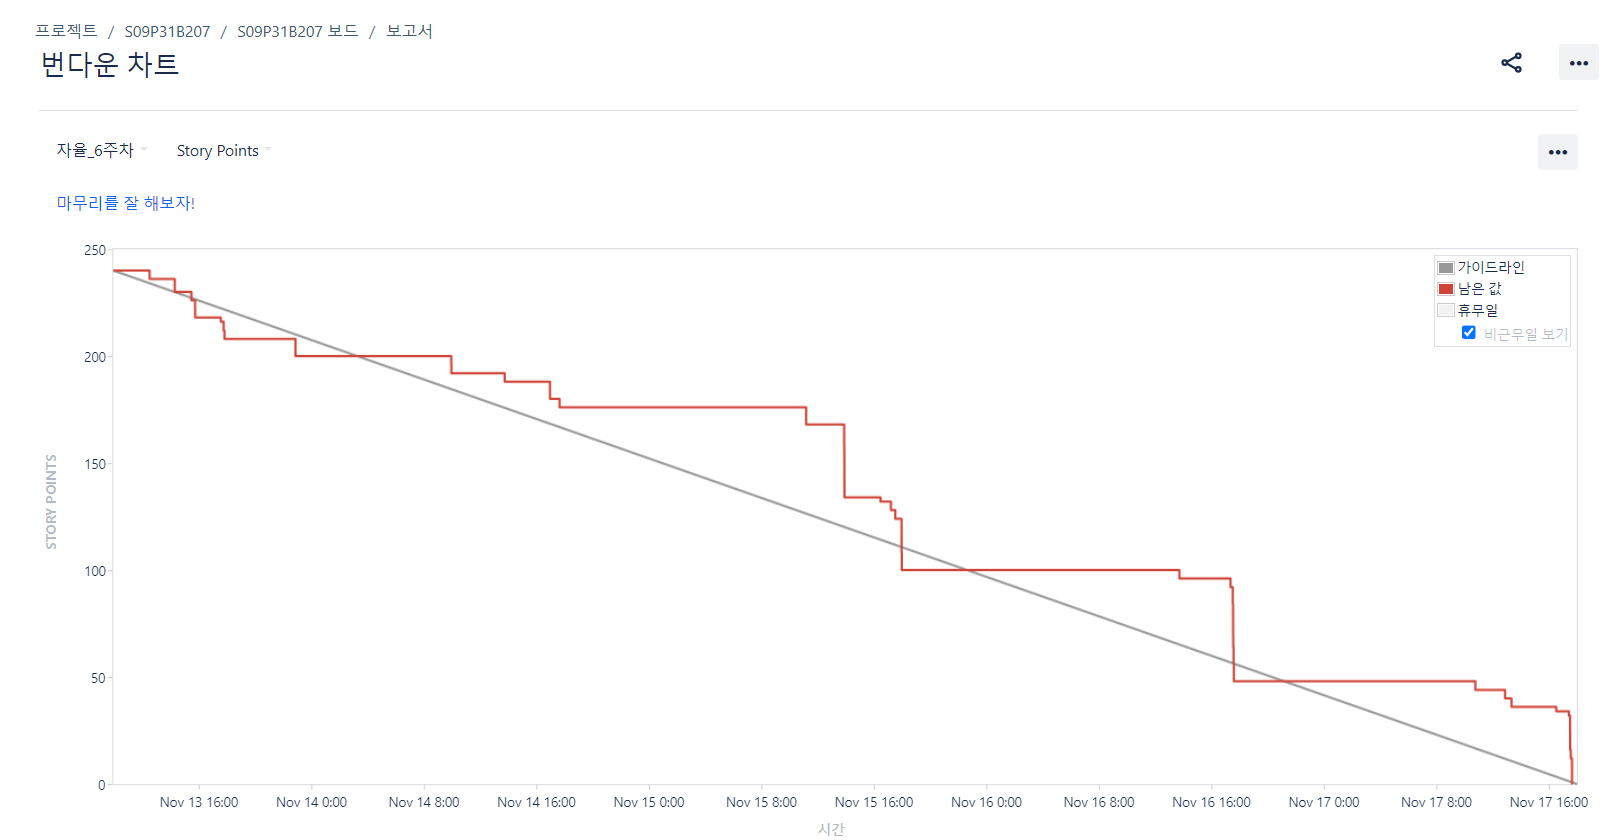 프로젝트 / S09P31B207 / S09P31B207 보드 / 보고서
번다운 차트
자율_6주차 Story Points
마무리를 잘 해보자!
250
200
150
100
50
0
STORY POINTS
가이드라인
남은 값
휴무일
비근무일 보기
Nov 13 16:00 Nov 14 0:00 Nov 14 8:00 Nov 14 16:00 Nov 15 0:00 Nov 15 8:00 Nov 15 16:00 Nov 16 0:00 Nov 16 8:00 Nov 16 16:00 Nov 17 0:00 Nov 17 8:00 Nov 17 16:00
시간